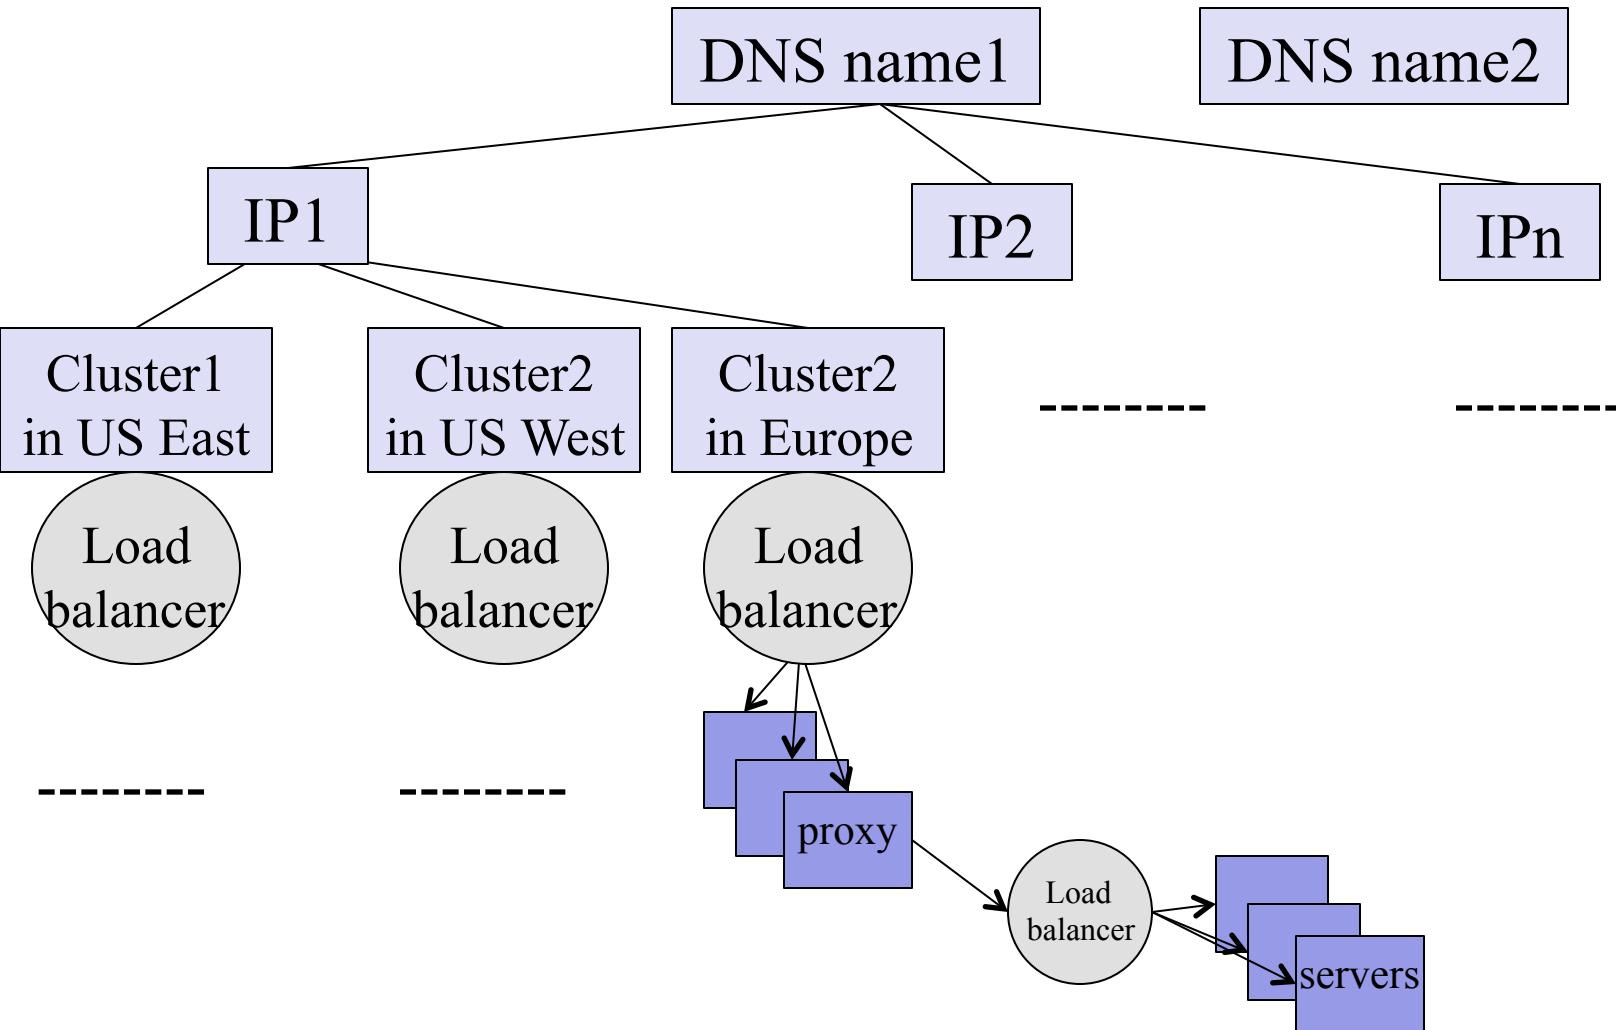 DNS name1
DNS name2
IP1
IP2
IPn
Cluster1
in US East
Cluster2
in US West
Cluster2
in Europe
Load
balancer
Load
balancer
Load
balancer
proxy
Load
balancer
servers